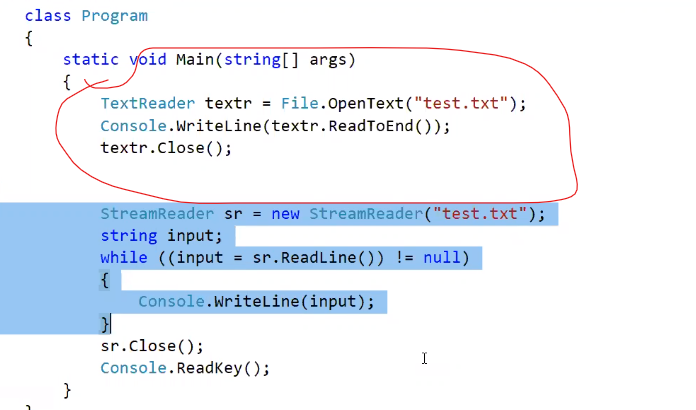 class Program
{
static void Main(string[] args)
{
TextReader textr = File.OpenText("test.txt");
Console.WriteLine(textr.ReadToEnd());
textr.Close();
StreamReader sr = new StreamReader("test.txt");
string input;
while ((input = sr.ReadLine()) != null)
{
Console.WriteLine(input);
}
sr.Close();
Console.ReadKey();
}
}